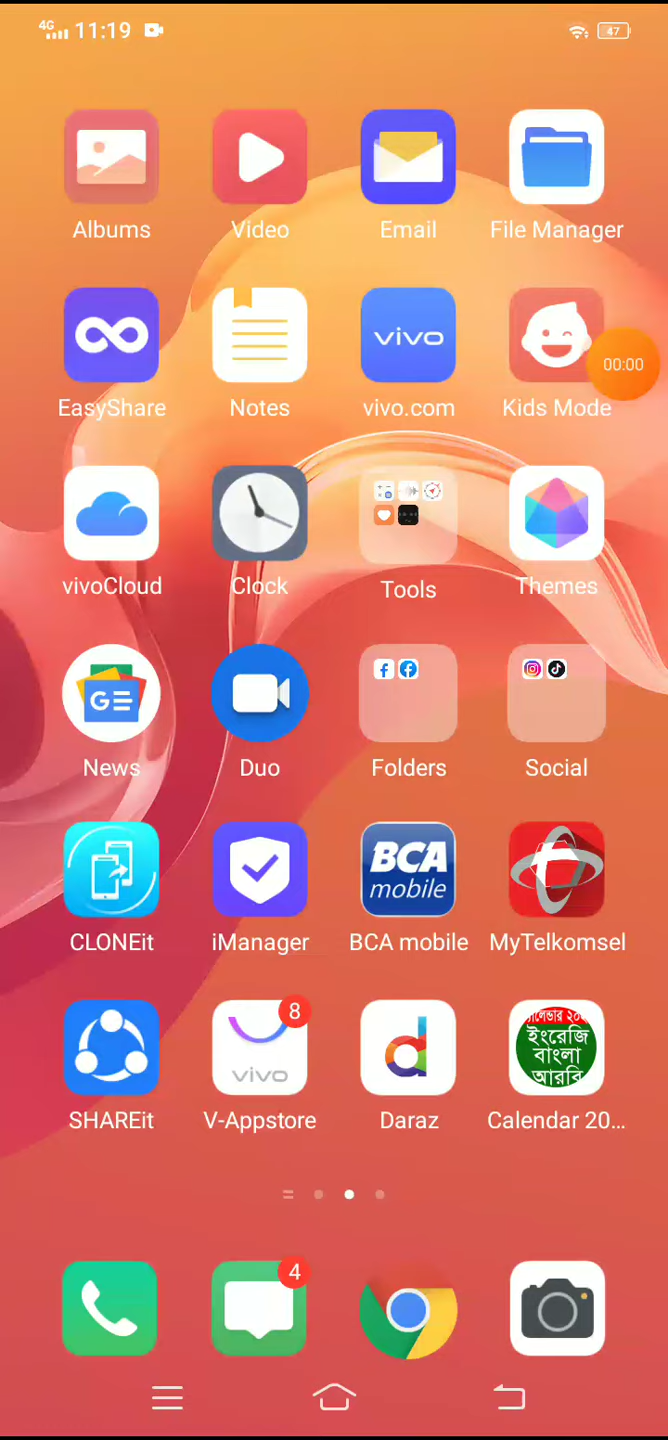 4G 11:19 47
Albums Video Email File Manager
vivo
00:00
EasyShare Notes vivo.com Kids Mode
vivoCloud Clock Tools Themes
GE
News Duo Folders Social
BCA
mobile
CLONEit iManager BCA mobile MyTelkomsel
8
vivo
ইংরেজি
বাংলা
আরবি
SHAREit V-Appstore Daraz Calendar 20...
4